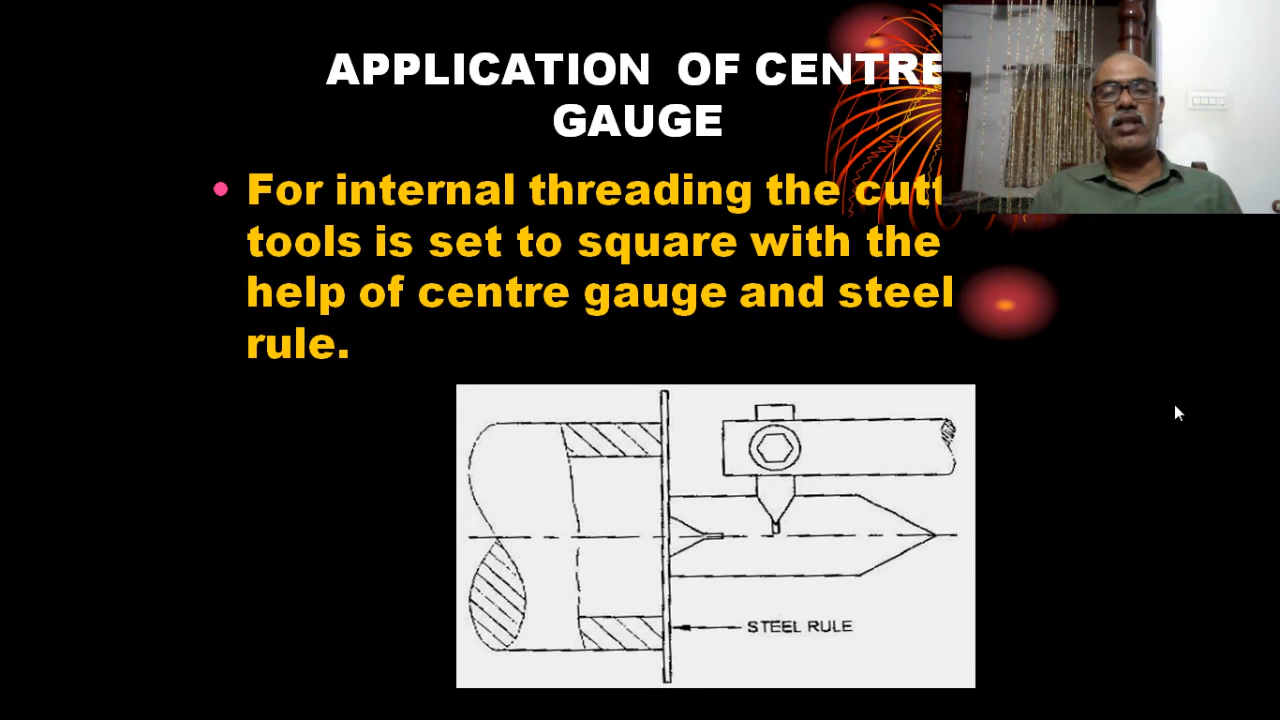 APPLICATION OF CENTRE
GAUGE
For internal threading the cutt
tools is set to square with the
help of centre gauge and steel
rule.
STEEL RULE